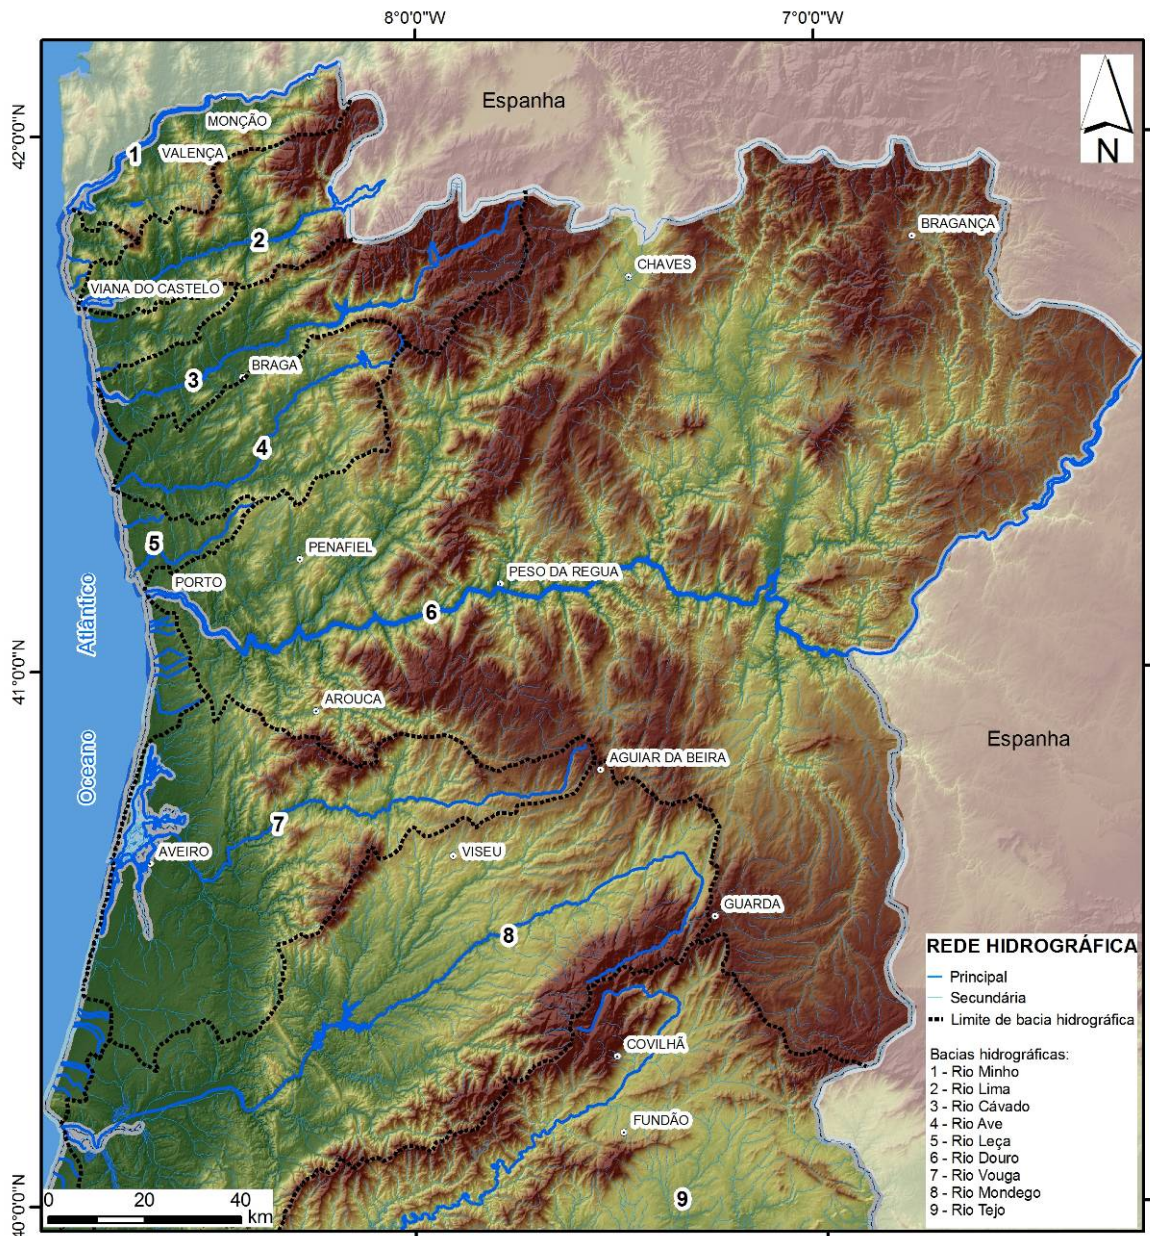 8°0'0"W
7°0'0"W
42°0'0"N
41°0'0"N
40°0'0"N
Espanha
N
MONÇÃO
1
VALENÇA
BRAGANÇA
2
CHAVES
VIANA DO CASTELO
BRAGA
3
4
5
PENAFIEL
PORTO
PESO DA REGUA
6
Oceano Atlântico
AROUCA
Espanha
AGUIAR DA BEIRA
7
AVEIRO
VISEU
GUARDA
8
COVILHÃ
FUNDÃO
9
REDE HIDROGRÁFICA
Principal
Secundária
Limite de bacia hidrográfica
Bacias hidrográficas:
1 - Rio Minho
2 - Rio Lima
3 - Rio Cávado
4 - Rio Ave
5 - Rio Leça
6 - Rio Douro
7 - Rio Vouga
8 - Rio Mondego
9 - Rio Tejo
0 20 40
km